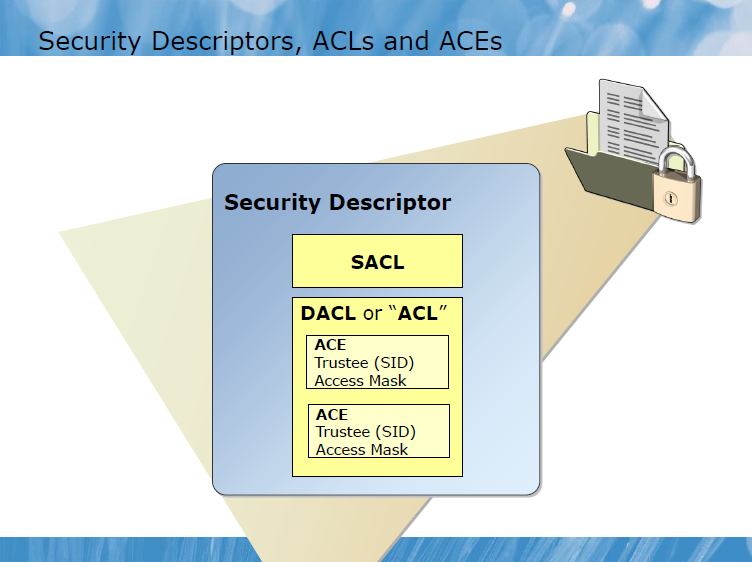 Security Descriptors, ACLs and ACEs
Security Descriptor
SACL
DACL or “ACL”
ACE
Trustee (SID)
Access Mask
ACE
Trustee (SID)
Access Mask